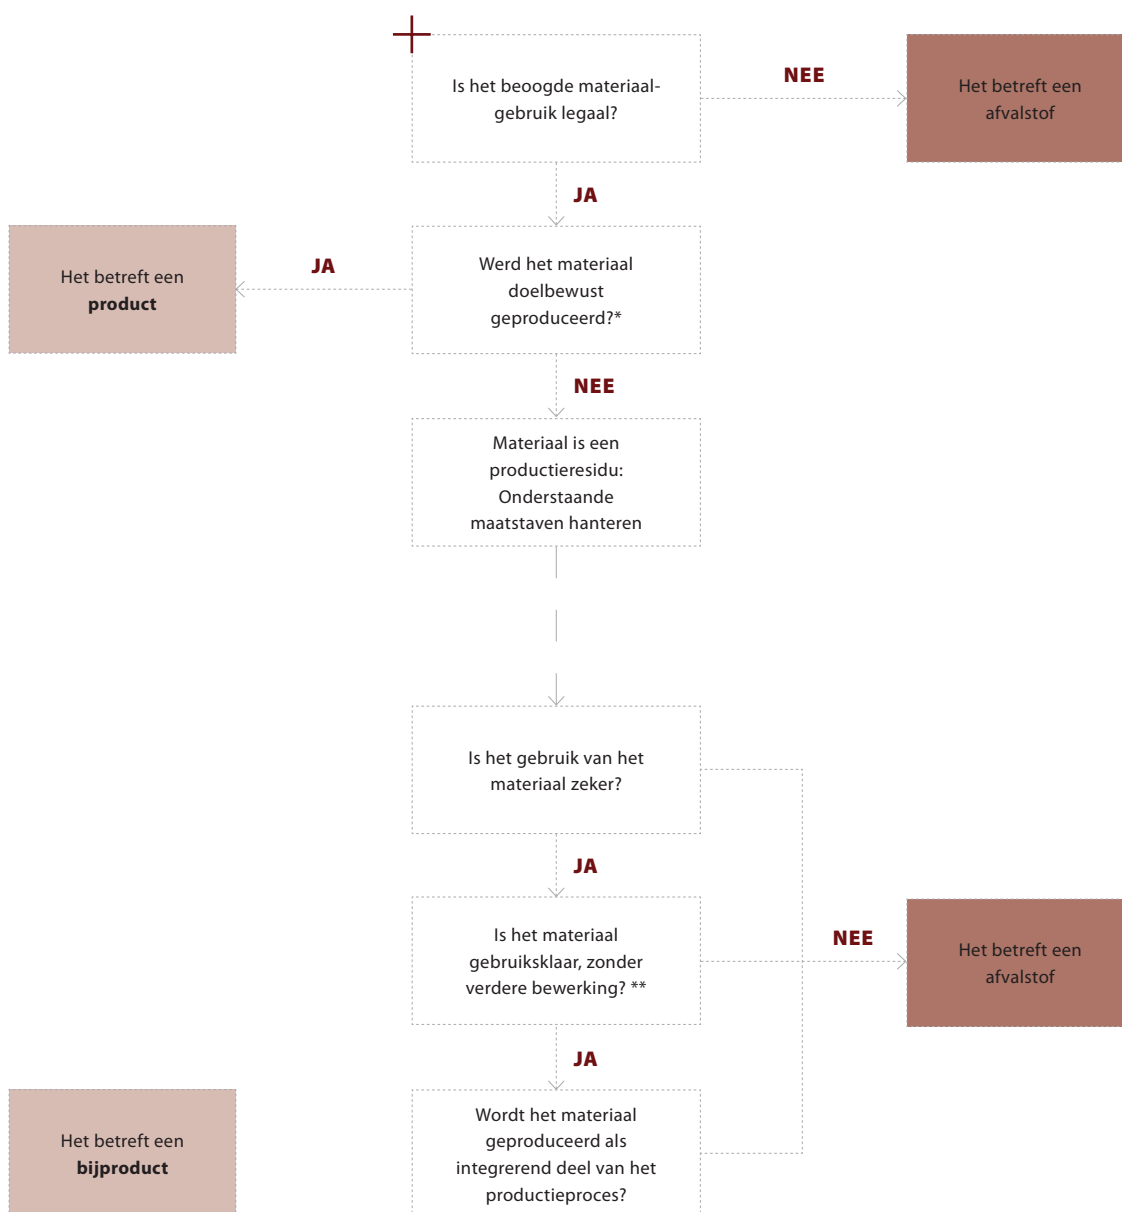 Is het beoogde materiaal-
gebruik legaal?
NEE
Het betreft een
afvalstof
JA
Werd het materiaal
doelbewust
geproduceerd?*
JA
Het betreft een
product
NEE
Materiaal is een
productieresidu:
Onderstaande
maatstaven hanteren
Is het gebruik van het
materiaal zeker?
JA
Is het materiaal
gebruiksklaar, zonder
verdere bewerking? **
NEE
Het betreft een
afvalstof
JA
Wordt het materiaal
geproduceerd als
integrerend deel van het
productieproces?
Het betreft een
bijproduct